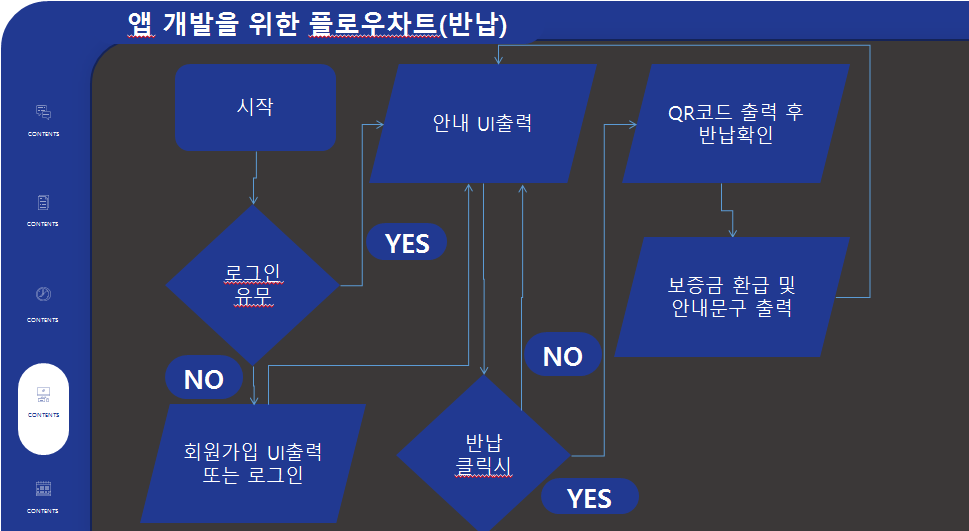 앱 개발을 위한 플로우차트(반납)
CONTENTS
CONTENTS
CONTENTS
CONTENTS
CONTENTS
시작
안내 UI출력
QR코드 출력 후
반납확인
YES
로그인
유무
보증금 환급 및
안내문구 출력
NO
NO
회원가입 UI출력
또는 로그인
반납
클릭시
YES